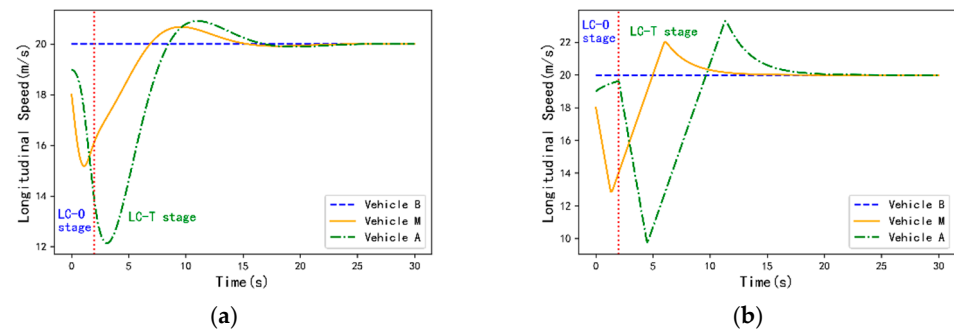 Longitudinal Speed(m/s)
20
18
16
14
12
LC-O
stage
LC-T stage
Vehicle B
Vehicle M
Vehicle A
0
5
10
15
20
25
30
Time(s)
(a)
Longitudinal Speed(m/s)
22
20
18
16
14
12
10
LC-O
stage
LC-T stage
Vehicle B
Vehicle M
Vehicle A
0
5
10
15
20
25
30
Time(s)
(b)